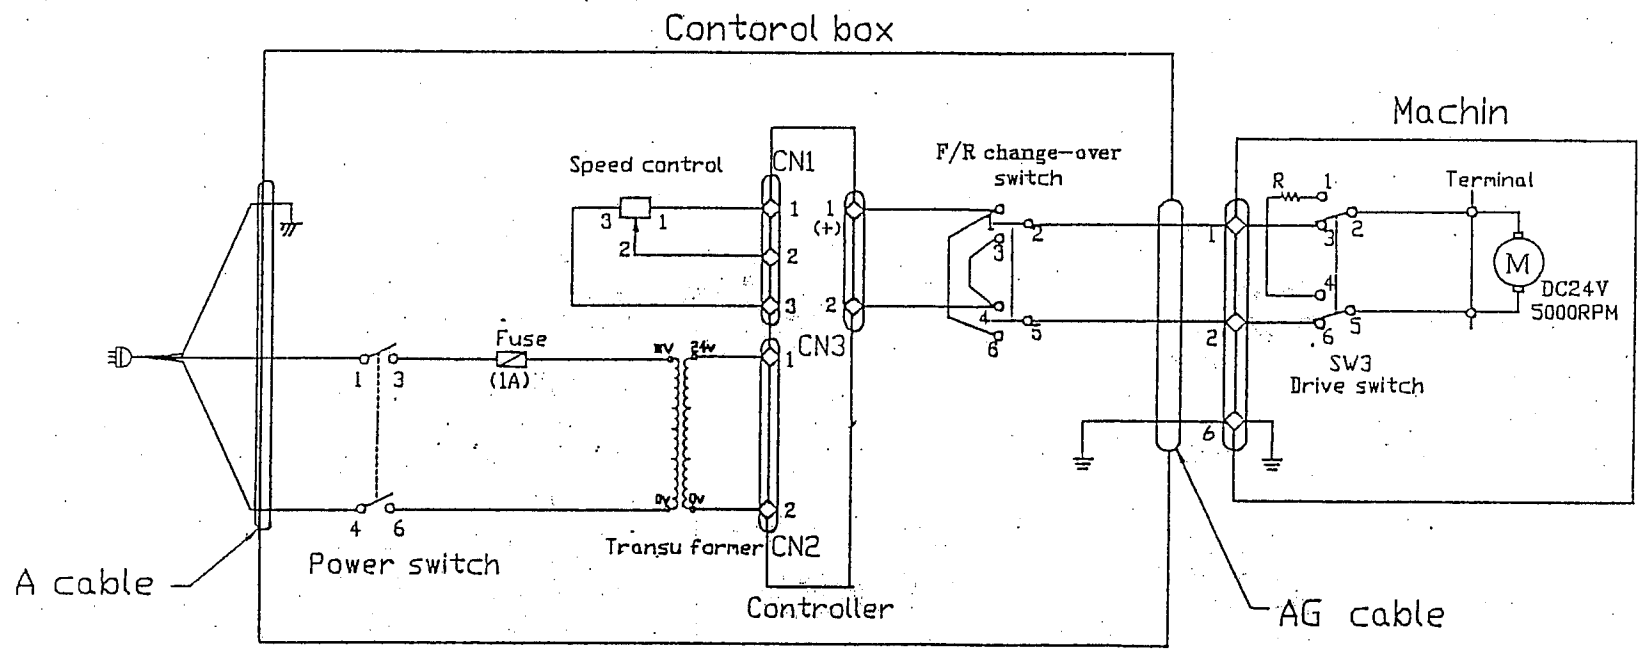 Contorol box
Machin
Speed control
CN1
F/R change-over
switch
R
1
Terminal
3
1
2
1
2
3
1
(+)
2
1
2
3
4
5
6
1
2
6
3
2
4
6
5
M
DC24V
5000RPM
SW3
Drive switch
Fuse
(1A)
1
3
24V
1
CN3
4
6
0V
0V
2
Power switch
Transu former
CN2
A cable
Controller
AG cable